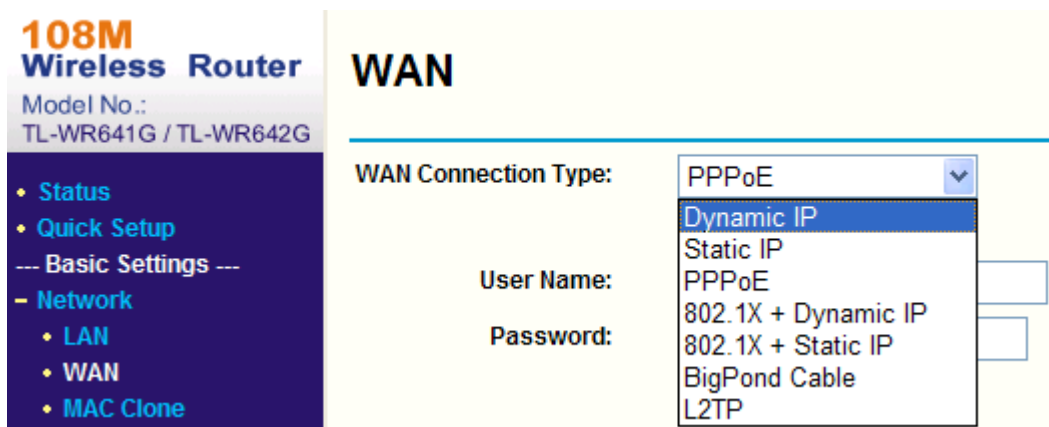 108M
Wireless Router
Model No.:
TL-WR641G / TL-WR642G
• Status
• Quick Setup
--- Basic Settings ---
– Network
• LAN
• WAN
• MAC Clone
WAN
WAN Connection Type: PPPoE
Dynamic IP
Static IP
PPPoE
802.1X + Dynamic IP
802.1X + Static IP
BigPond Cable
L2TP
User Name:
Password: